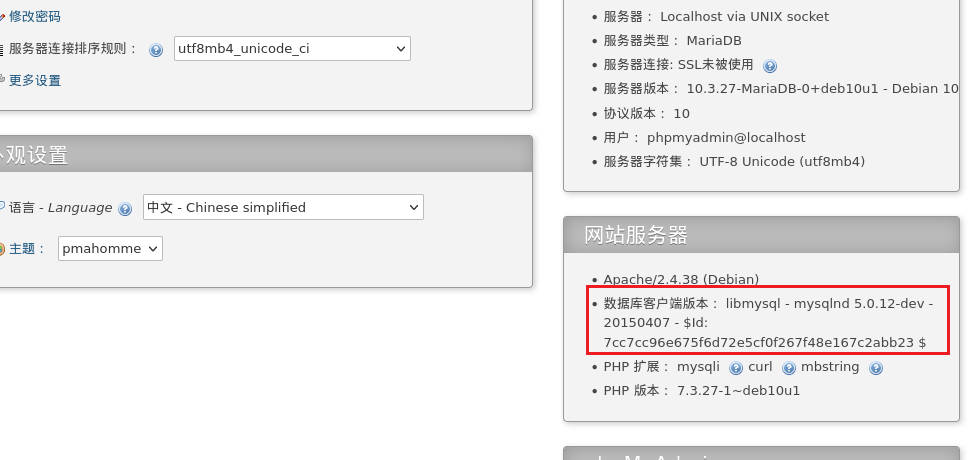 修改密码
服务器连接排序规则： utf8mb4_unicode_ci
更多设置
外观设置
语言 - Language 中文 - Chinese simplified
主题： pmahomme
服务器： Localhost via UNIX socket
服务器类型： MariaDB
服务器连接: SSL未被使用
服务器版本： 10.3.27-MariaDB-0+deb10u1 - Debian 10
协议版本： 10
用户： phpmyadmin@localhost
服务器字符集： UTF-8 Unicode (utf8mb4)
网站服务器
Apache/2.4.38 (Debian)
数据库客户端版本： libmysql - mysqlnd 5.0.12-dev -
20150407 - $Id:
7cc7cc96e675f6d72e5cf0f267f48e167c2abb23 $
PHP 扩展： mysqli curl mbstring
PHP 版本： 7.3.27-1~deb10u1